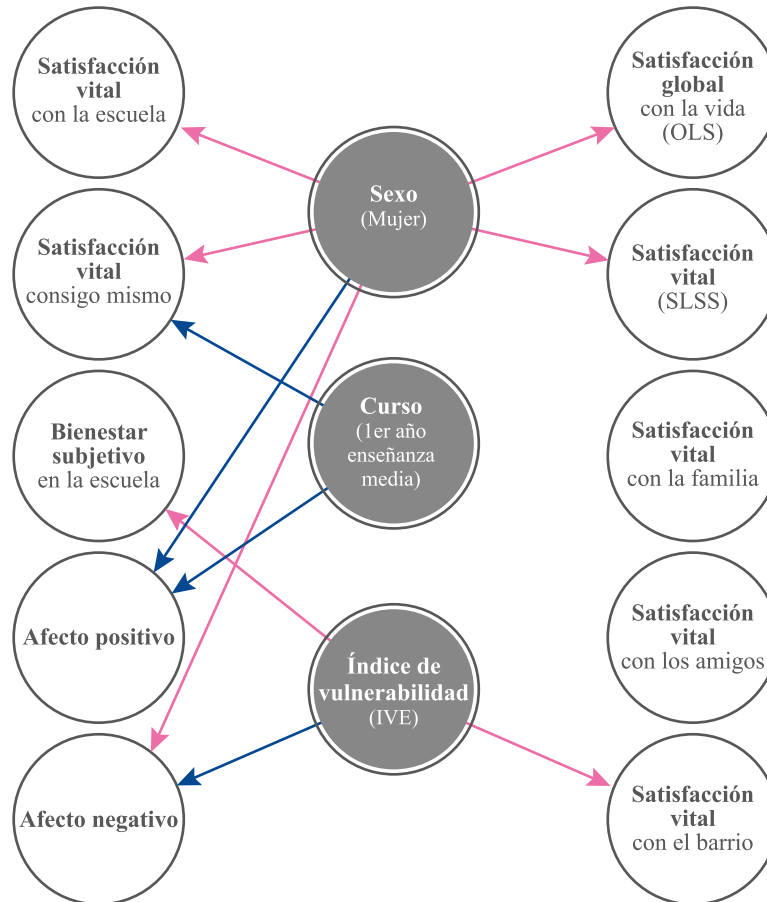 Satisfacción
vital
con la escuela
Satisfacción
vital
consigo mismo
Bienestar
subjetivo
en la escuela
Afecto positivo
Afecto negativo
Sexo
(Mujer)
Curso
(1er año
enseñanza
media)
Índice de
vulnerabilidad
(IVE)
Satisfacción
global
con la vida
(OLS)
Satisfacción
vital
(SLSS)
Satisfacción
vital
con la familia
Satisfacción
vital
con los amigos
Satisfacción
vital
con el barrio